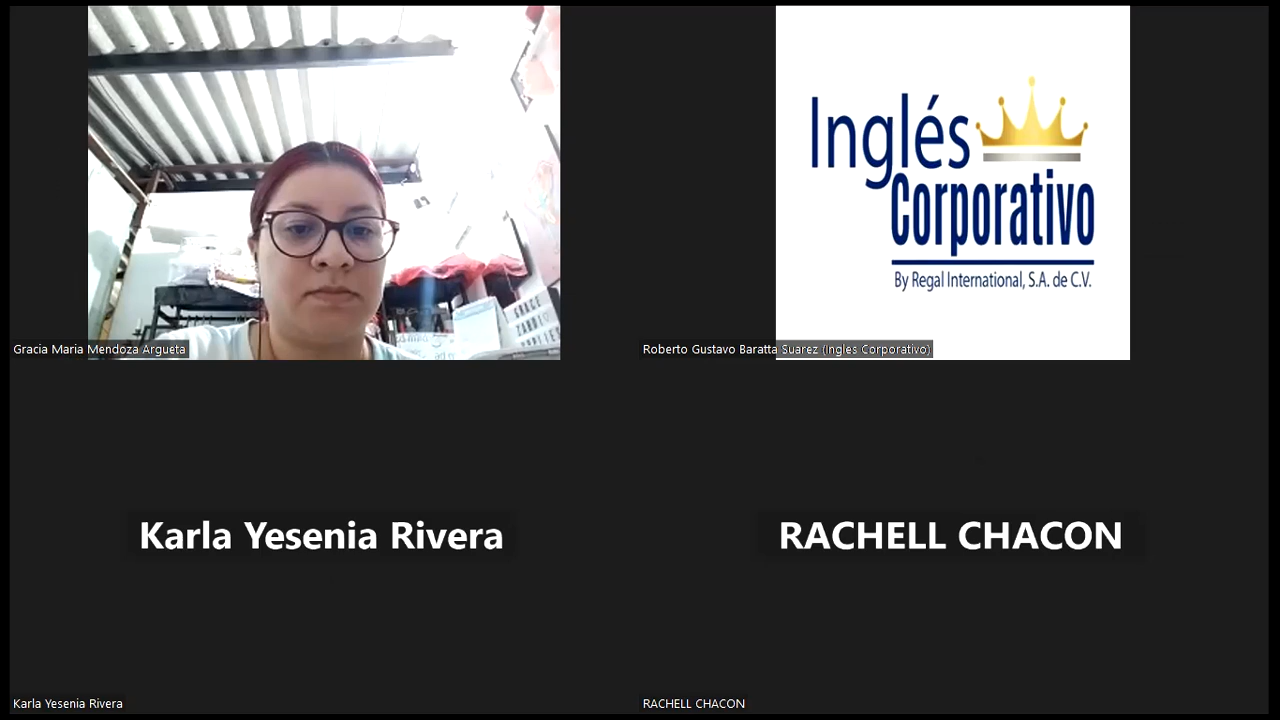 Gracia Maria Mendoza Argueta
Inglés
Corporativo
By Regal International, S.A. de C.V.
Roberto Gustavo Baratta Suarez (Ingles Corporativo)
Karla Yesenia Rivera
RACHELL CHACON
Karla Yesenia Rivera
RACHELL CHACON